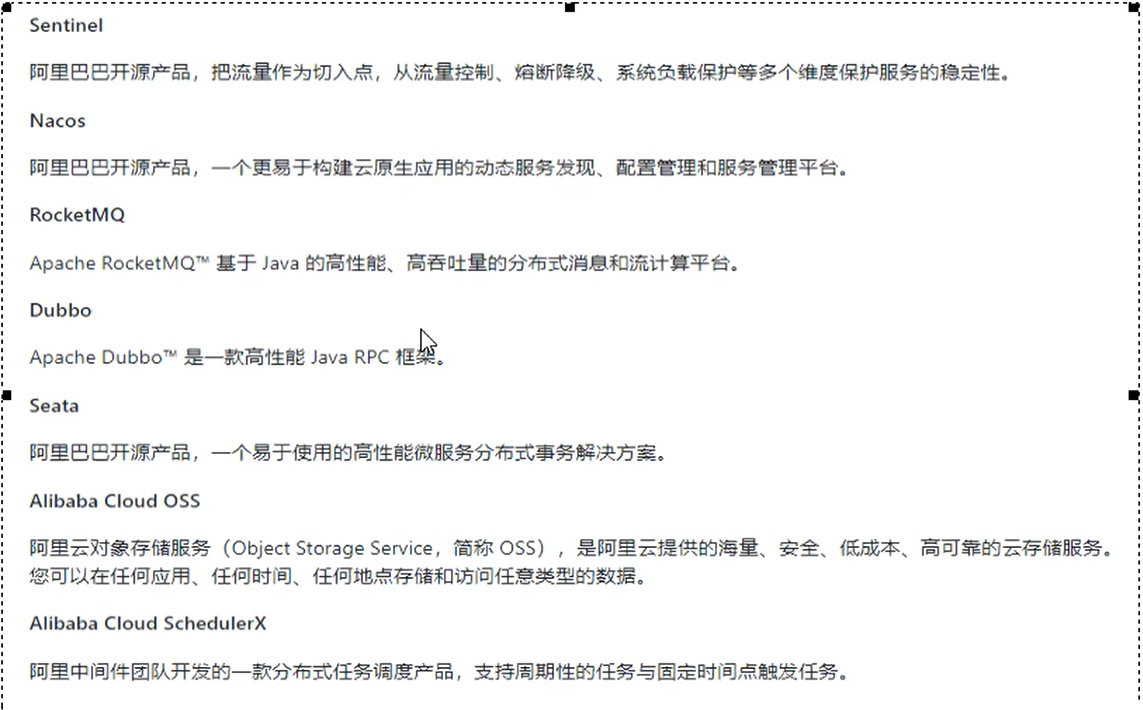 Sentinel
阿里巴巴开源产品，把流量作为切入点，从流量控制、熔断降级、系统负载保护等多个维度保护服务的稳定性。
Nacos
阿里巴巴开源产品，一个更易于构建云原生应用的动态服务发现、配置管理和服务管理平台。
RocketMQ
Apache RocketMQ™ 基于 Java 的高性能、高吞吐量的分布式消息和流计算平台。
Dubbo
Apache Dubbo™ 是一款高性能 Java RPC 框架。
Seata
阿里巴巴开源产品，一个易于使用的高性能微服务分布式事务解决方案。
Alibaba Cloud OSS
阿里云对象存储服务（Object Storage Service，简称 OSS），是阿里云提供的海量、安全、低成本、高可靠的云存储服务。
您可以在任何应用、任何时间、任何地点存储和访问任意类型的数据。
Alibaba Cloud SchedulerX
阿里中间件团队开发的一款分布式任务调度产品，支持周期性的任务与固定时间点触发任务。